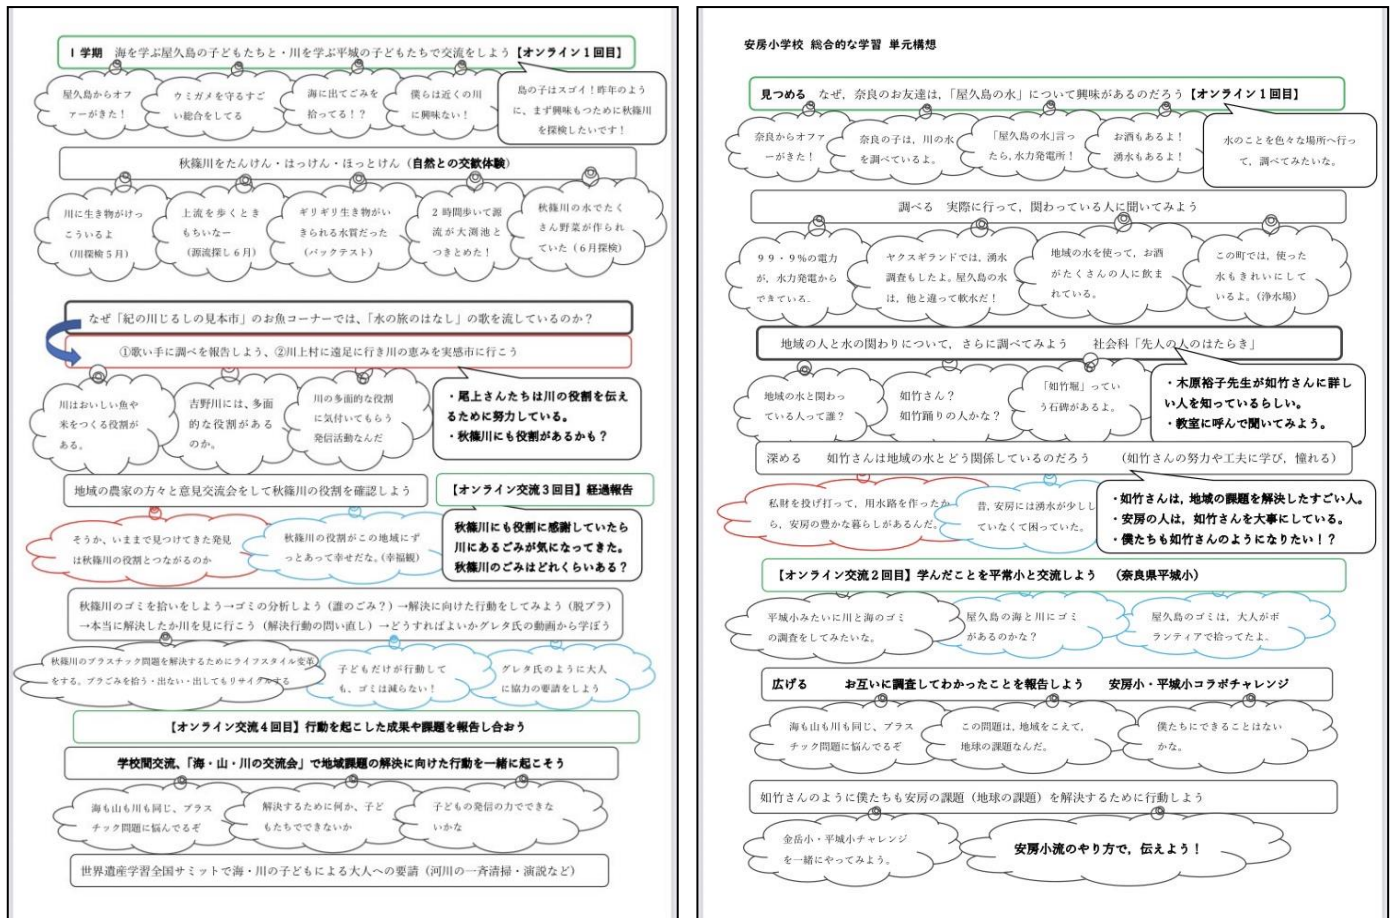 1学期 海を学ぶ屋久島の子どもたちと・川を学ぶ平城の子どもたちで交流をしよう【オンライン1回目】
屋久島からオフ
ァーがきた！
ウミガメを守るすご
い総合をしてる
海に出てごみを
拾ってる！？
僕らは近くの川
に興味ない！
島の子はスゴイ！昨年のよう
に、まず興味もつために秋篠川
を探検したいです！
秋篠川をたんけん・はっけん・ほっとけん（自然との交歓体験）
川に生き物がけっ
こういるよ
（川探検５月）
上流を歩くとき
もちいなー
（源流探し６月）
ギリギリ生き物がい
きられる水質だった
（パックテスト）
２時間歩いて源
流が大渕池と
つきとめた！
秋篠川の水でたく
さん野菜が作られ
ていた（６月探検）
なぜ「紀の川じるしの見本市」のお魚コーナーでは、「水の旅のはなし」の歌を流しているのか？
①歌い手に調べを報告しよう、②川上村に遠足に行き川の恵みを実感市に行こう
川はおいしい魚や
米をつくる役割が
ある。
吉野川には、多面
的な役割がある
のか。
川の多面的な役割
に気付いてもらう
発信活動なんだ
・尾上さんたちは川の役割を伝え
るために努力している。
・秋篠川にも役割があるかも？
地域の農家の方々と意見交流会をして秋篠川の役割を確認しよう
【オンライン交流３回目】経過報告
そうか、いままで見つけてきた発見
は秋篠川の役割とつながるのか
秋篠川の役割がこの地域にず
っとあって幸せだな。（幸福観）
秋篠川にも役割に感謝していたら
川にあるごみが気になってきた。
秋篠川のごみはどれくらいある？
秋篠川のゴミを拾いをしよう→ゴミの分析しよう（誰のごみ？）→解決に向けた行動をしてみよう（脱プラ）
→本当に解決したか川を見に行こう（解決行動の問い直し）→どうすればよいかグレタ氏の動画から学ぼう
秋篠川のプラスチック問題を解決するためにライフスタイル変革
をする。プラごみを拾う・出ない・出してもリサイクルする
子どもだけが行動して
も、ゴミは減らない！
グレタ氏のように大人
に協力の要請をしよう
【オンライン交流４回目】行動を起こした成果や課題を報告し合おう
学校間交流、「海・山・川の交流会」で地域課題の解決に向けた行動を一緒に起こそう
海も山も川も同じ、プラス
チック問題に悩んでるぞ
解決するために何か、子ど
もたちでできないか
子どもの発信の力でできな
いかな
世界遺産学習全国サミットで海・川の子どもによる大人への要請（河川の一斉清掃・演説など）
安房小学校 総合的な学習 単元構想
見つめる なぜ，奈良のお友達は，「屋久島の水」について興味があるのだろう【オンライン1回目】
奈良からオファ
ーがきた！
奈良の子は，川の水
を調べているよ。
「屋久島の水」言っ
たら，水力発電所！
お酒もあるよ！
湧水もあるよ！
水のことを色々な場所へ行っ
て，調べてみたいな。
調べる 実際に行って，関わっている人に聞いてみよう
９９・９％の電力
が，水力発電から
できている。
ヤクスギランドでは，湧水
調査もしたよ。屋久島の水
は，他と違って軟水だ！
地域の水を使って，お酒
がたくさんの人に飲ま
れている。
この町では，使った
水もきれいにして
いるよ。（浄水場）
地域の人と水の関わりについて，さらに調べてみよう 社会科「先人の人のはたらき」
地域の水と関わっ
ている人って誰？
如竹さん？
如竹踊りの人かな？
「如竹堀」ってい
う石碑があるよ。
・木原裕子先生が如竹さんに詳し
い人を知っているらしい。
・教室に呼んで聞いてみよう。
深める 如竹さんは地域の水とどう関係しているのだろう （如竹さんの努力や工夫に学び，憧れる）
私財を投げ打って，用水路を作ったか
ら，安房の豊かな暮らしがあるんだ。
昔，安房には湧水が少しし
ていなくて困っていた。
・如竹さんは，地域の課題を解決したすごい人。
・安房の人は，如竹さんを大事にしている。
・僕たちも如竹さんのようになりたい！？
【オンライン交流２回目】学んだことを平常小と交流しよう （奈良県平城小）
平城小みたいに川と海のゴミ
の調査をしてみたいな。
屋久島の海と川にゴミ
があるのかな？
屋久島のゴミは，大人がボ
ランティアで拾ってたよ。
広げる お互いに調査してわかったことを報告しよう 安房小・平城小コラボチャレンジ
海も山も川も同じ，プラス
チック問題に悩んでるぞ
この問題は，地域をこえて，
地球の課題なんだ。
僕たちにできることはない
かな。
如竹さんのように僕たちも安房の課題（地球の課題）を解決するために行動しよう
金岳小・平城小チャレンジ
を一緒にやってみよう。
安房小流のやり方で，伝えよう！